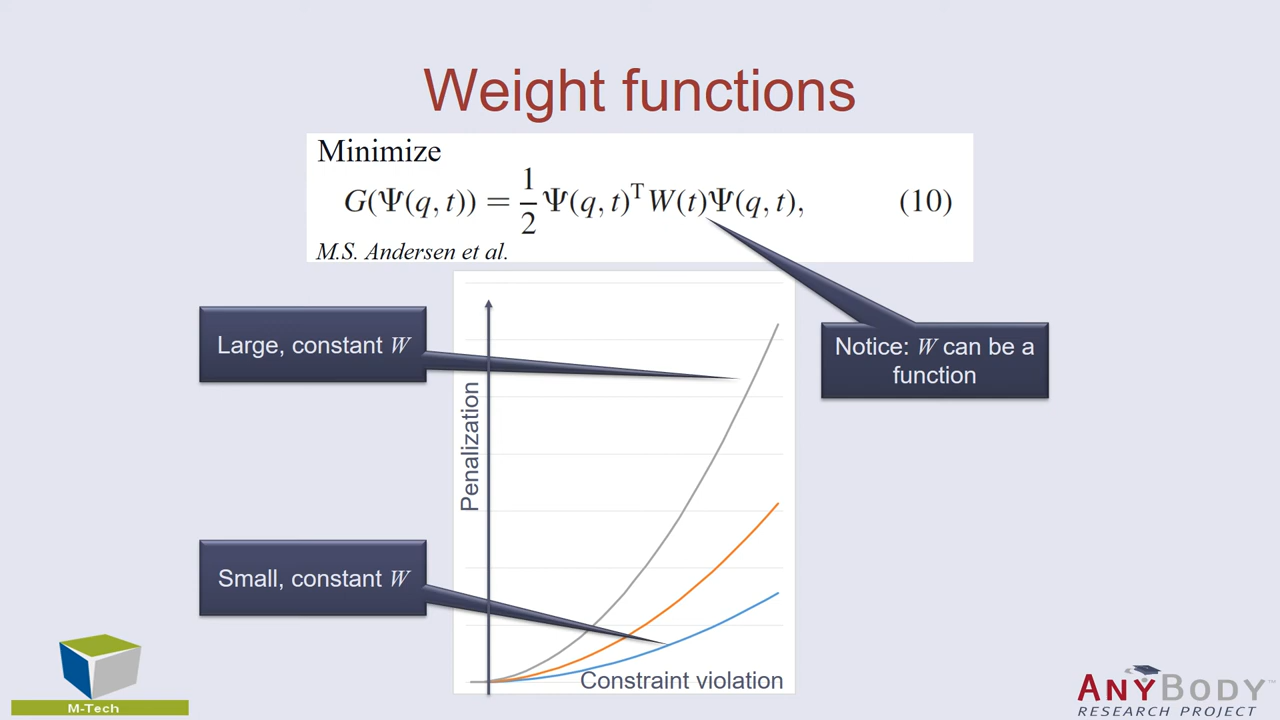 Weight functions
Minimize
G(Ψ(q, t)) = 1/2 Ψ(q, t)ᵀ W(t)Ψ(q, t), (10)
M.S. Andersen et al.
Large, constant W
Notice: W can be a
function
Penalization
Small, constant W
Constraint violation
M-Tech
ANYBODY™
RESEARCH PROJECT